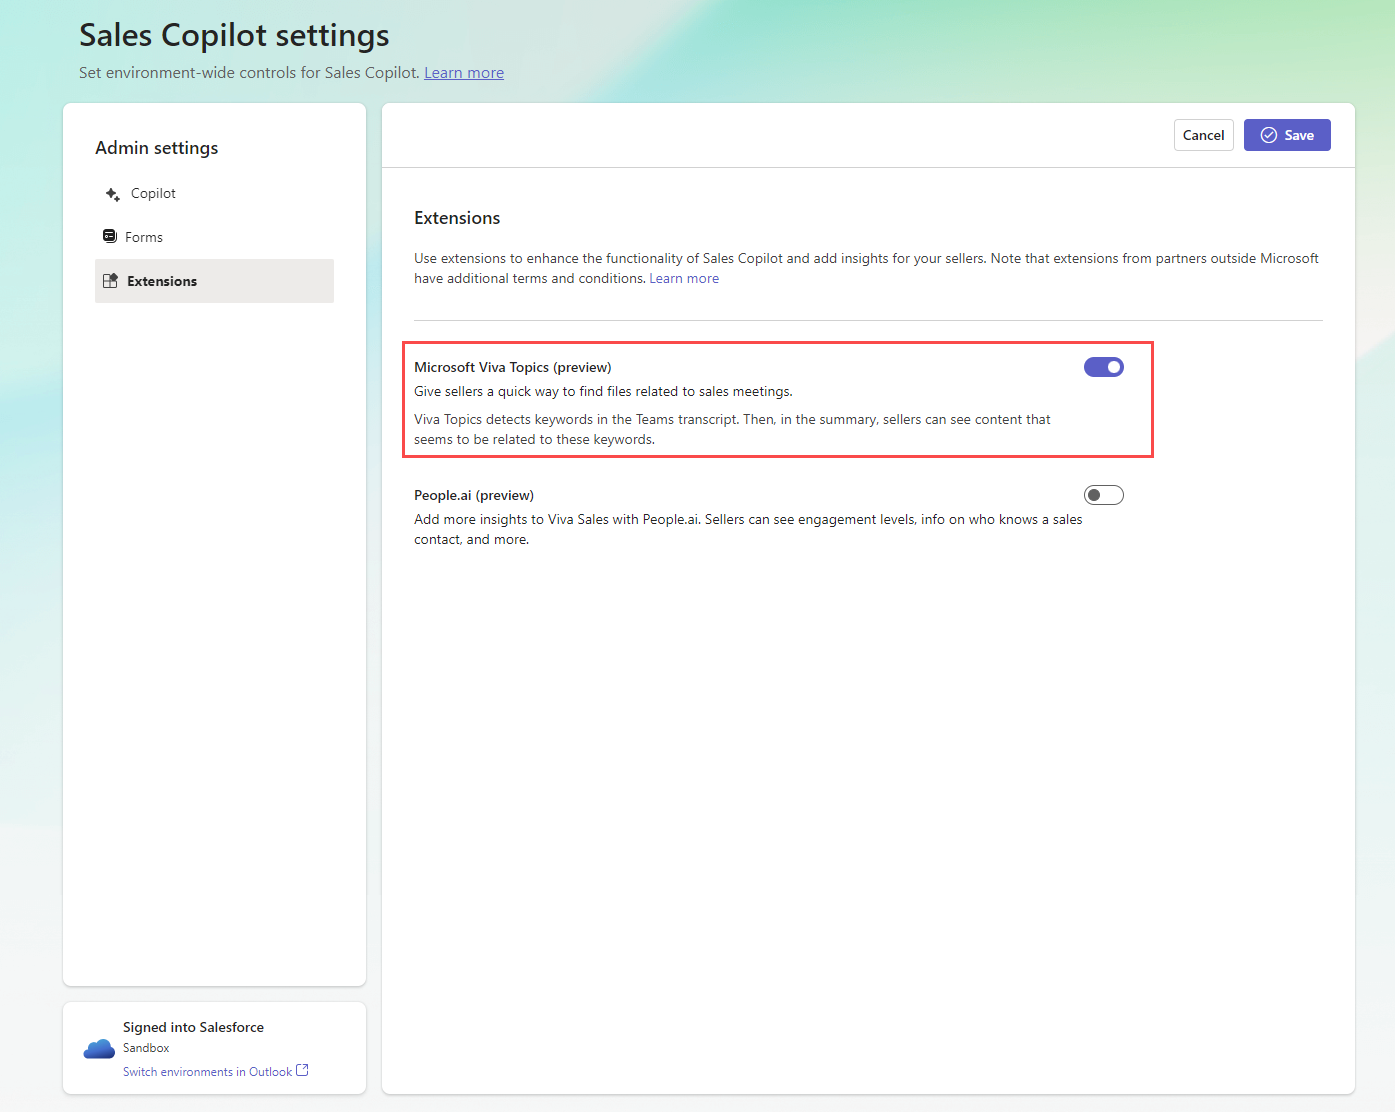 Sales Copilot settings
Set environment-wide controls for Sales Copilot. Learn more
Admin settings
Copilot
Forms
Extensions
Signed into Salesforce
Sandbox
Switch environments in Outlook
Cancel
Save
Extensions
Use extensions to enhance the functionality of Sales Copilot and add insights for your sellers. Note that extensions from partners outside Microsoft
have additional terms and conditions. Learn more
Microsoft Viva Topics (preview)
Give sellers a quick way to find files related to sales meetings.
Viva Topics detects keywords in the Teams transcript. Then, in the summary, sellers can see content that
seems to be related to these keywords.
People.ai (preview)
Add more insights to Viva Sales with People.ai. Sellers can see engagement levels, info on who knows a sales
contact, and more.